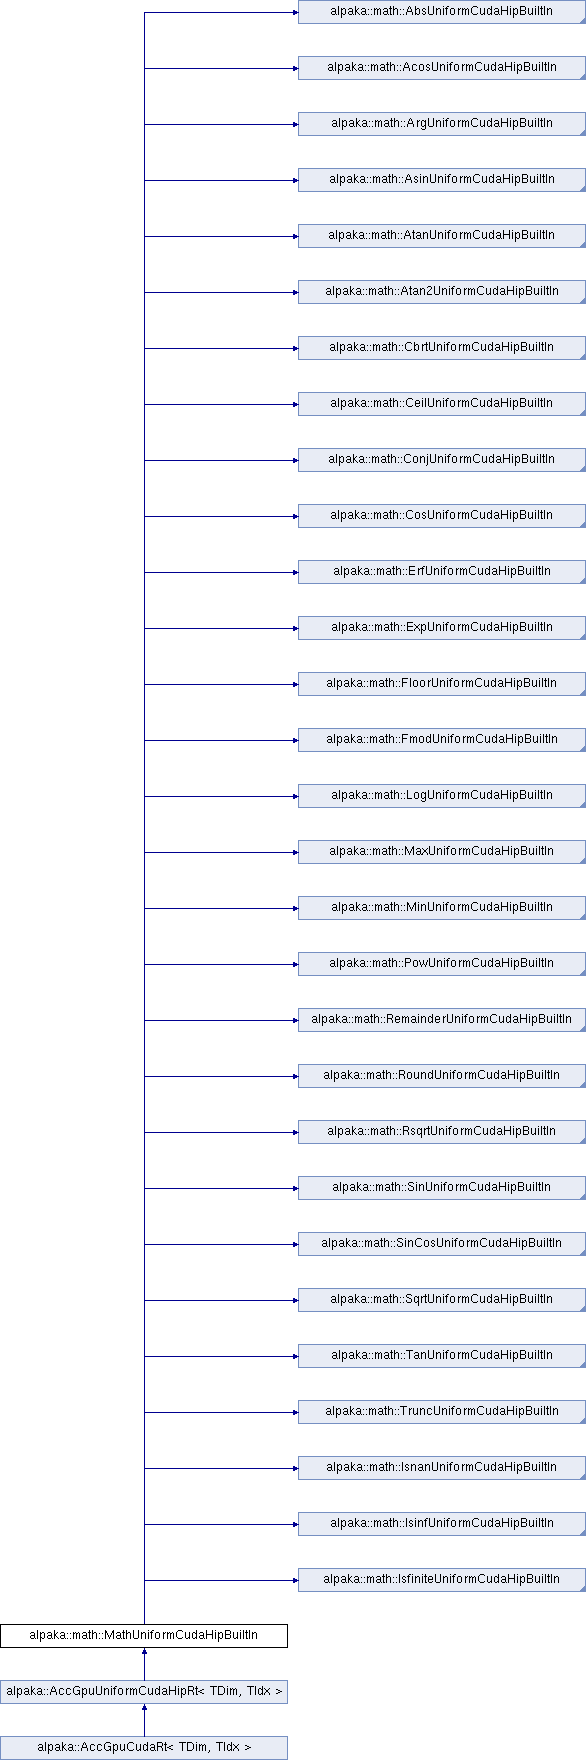 alpaka::math::AbsUniformCudaHipBuiltIn
alpaka::math::AcosUniformCudaHipBuiltIn
alpaka::math::ArgUniformCudaHipBuiltIn
alpaka::math::AsinUniformCudaHipBuiltIn
alpaka::math::AtanUniformCudaHipBuiltIn
alpaka::math::Atan2UniformCudaHipBuiltIn
alpaka::math::CbrtUniformCudaHipBuiltIn
alpaka::math::CeilUniformCudaHipBuiltIn
alpaka::math::ConjUniformCudaHipBuiltIn
alpaka::math::CosUniformCudaHipBuiltIn
alpaka::math::ErfUniformCudaHipBuiltIn
alpaka::math::ExpUniformCudaHipBuiltIn
alpaka::math::FloorUniformCudaHipBuiltIn
alpaka::math::FmodUniformCudaHipBuiltIn
alpaka::math::LogUniformCudaHipBuiltIn
alpaka::math::MaxUniformCudaHipBuiltIn
alpaka::math::MinUniformCudaHipBuiltIn
alpaka::math::PowUniformCudaHipBuiltIn
alpaka::math::RemainderUniformCudaHipBuiltIn
alpaka::math::RoundUniformCudaHipBuiltIn
alpaka::math::RsqrtUniformCudaHipBuiltIn
alpaka::math::SinUniformCudaHipBuiltIn
alpaka::math::SinCosUniformCudaHipBuiltIn
alpaka::math::SqrtUniformCudaHipBuiltIn
alpaka::math::TanUniformCudaHipBuiltIn
alpaka::math::TruncUniformCudaHipBuiltIn
alpaka::math::IsnanUniformCudaHipBuiltIn
alpaka::math::IsinfUniformCudaHipBuiltIn
alpaka::math::IsfiniteUniformCudaHipBuiltIn
alpaka::math::MathUniformCudaHipBuiltIn
alpaka::AccGpuUniformCudaHipRt< TDim, TIdx >
alpaka::AccGpuCudaRt< TDim, TIdx >